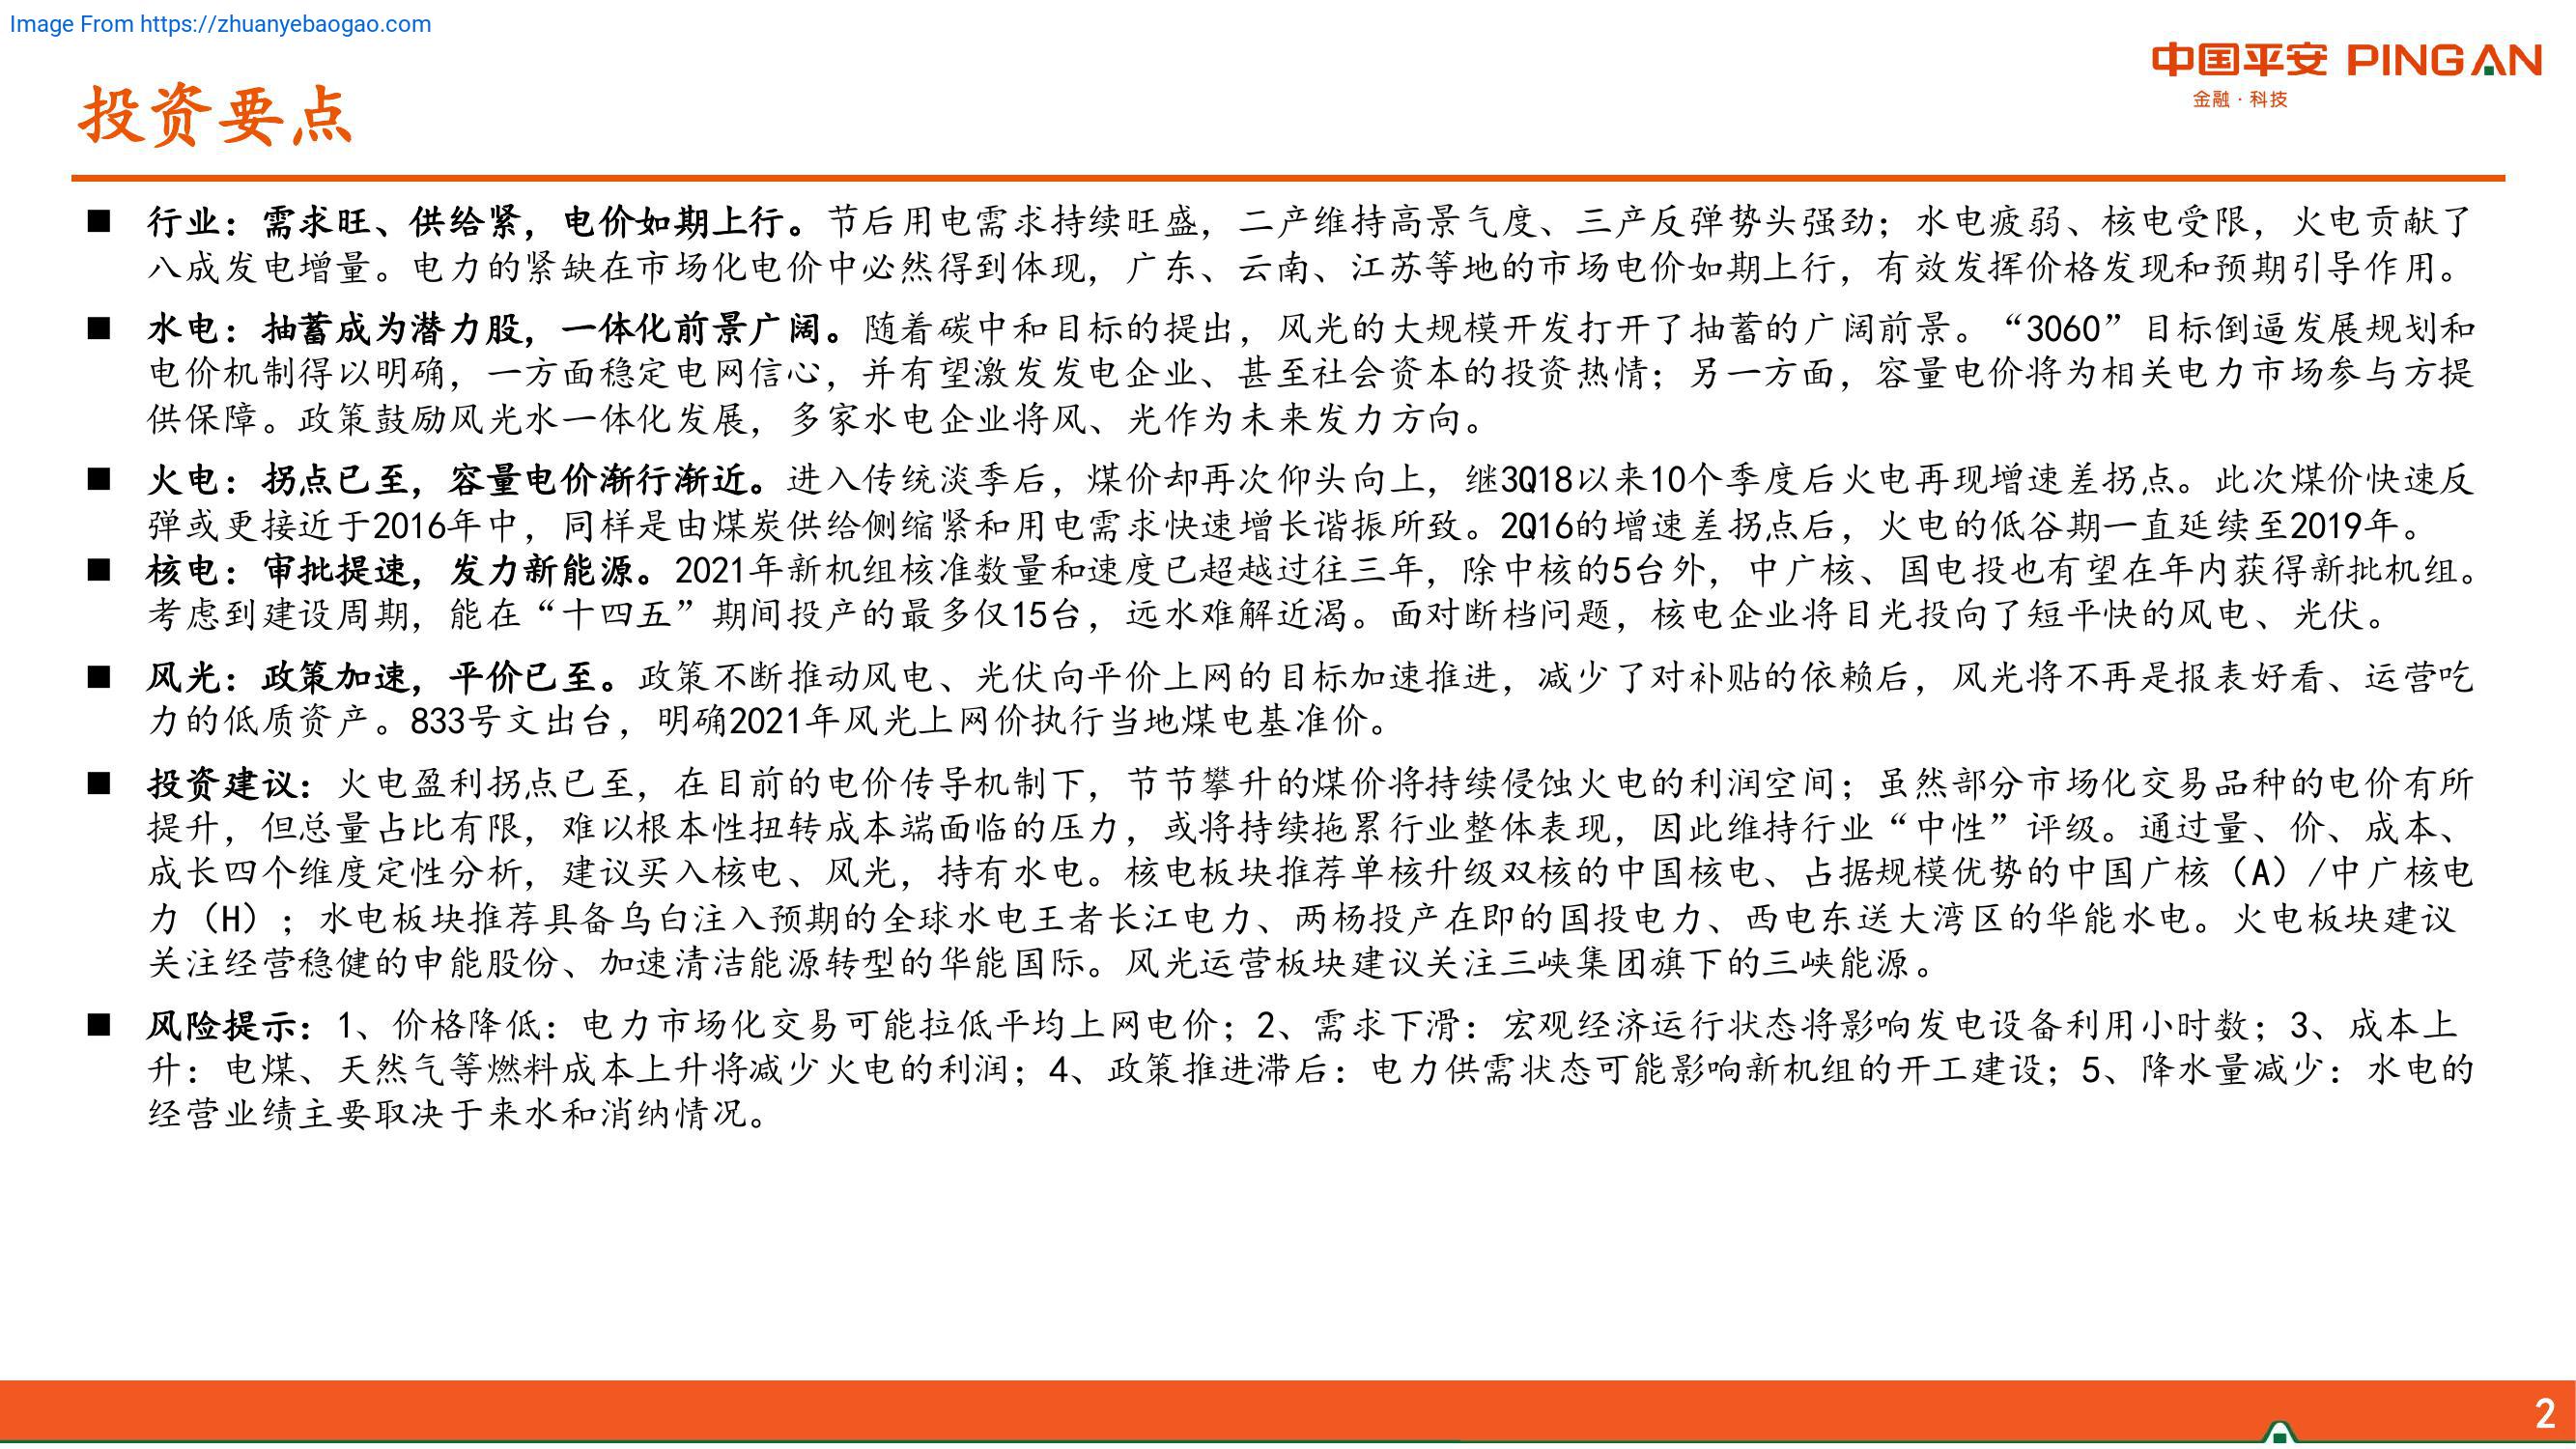 Image From https://zhuanyebaogao.com
中国平安 PINGAN
金融·科技
投资要点
■ 行业：需求旺、供给紧，电价如期上行。节后用电需求持续旺盛，二产维持高景气度、三产反弹势头强劲；水电疲弱、核电受限，火电贡献了
八成发电增量。电力的紧缺在市场化电价中必然得到体现，广东、云南、江苏等地的市场电价如期上行，有效发挥价格发现和预期引导作用。
■ 水电：抽蓄成为潜力股，一体化前景广阔。随着碳中和目标的提出，风光的大规模开发打开了抽蓄的广阔前景。“3060”目标倒逼发展规划和
电价机制得以明确，一方面稳定电网信心，并有望激发发电企业、甚至社会资本的投资热情；另一方面，容量电价将为相关电力市场参与方提
供保障。政策鼓励风光水一体化发展，多家水电企业将风、光作为未来发力方向。
■ 火电：拐点已至，容量电价渐行渐近。进入传统淡季后，煤价却再次仰头向上，继3Q18以来10个季度后火电再现增速差拐点。此次煤价快速反
弹或更接近于2016年中，同样是由煤炭供给侧缩紧和用电需求快速增长谐振所致。2Q16的增速差拐点后，火电的低谷期一直延续至2019年。
■ 核电：审批提速，发力新能源。2021年新机组核准数量和速度已超越过往三年，除中核的5台外，中广核、国电投也有望在年内获得新批机组。
考虑到建设周期，能在“十四五”期间投产的最多仅15台，远水难解近渴。面对断档问题，核电企业将目光投向了短平快的风电、光伏。
■ 风光：政策加速，平价已至。政策不断推动风电、光伏向平价上网的目标加速推进，减少了对补贴的依赖后，风光将不再是报表好看、运营吃
力的低质资产。833号文出台，明确2021年风光上网价执行当地煤电基准价。
■ 投资建议：火电盈利拐点已至，在目前的电价传导机制下，节节攀升的煤价将持续侵蚀火电的利润空间；虽然部分市场化交易品种的电价有所
提升，但总量占比有限，难以根本性扭转成本端面临的压力，或将持续拖累行业整体表现，因此维持行业“中性”评级。通过量、价、成本、
成长四个维度定性分析，建议买入核电、风光，持有水电。核电板块推荐单核升级双核的中国核电、占据规模优势的中国广核（A）/中广核电
力（H）；水电板块推荐具备乌白注入预期的全球水电王者长江电力、两杨投产在即的国投电力、西电东送大湾区的华能水电。火电板块建议
关注经营稳健的申能股份、加速清洁能源转型的华能国际。风光运营板块建议关注三峡集团旗下的三峡能源。
■ 风险提示：1、价格降低：电力市场化交易可能拉低平均上网电价；2、需求下滑：宏观经济运行状态将影响发电设备利用小时数；3、成本上
升：电煤、天然气等燃料成本上升将减少火电的利润；4、政策推进滞后：电力供需状态可能影响新机组的开工建设；5、降水量减少：水电的
经营业绩主要取决于来水和消纳情况。
2